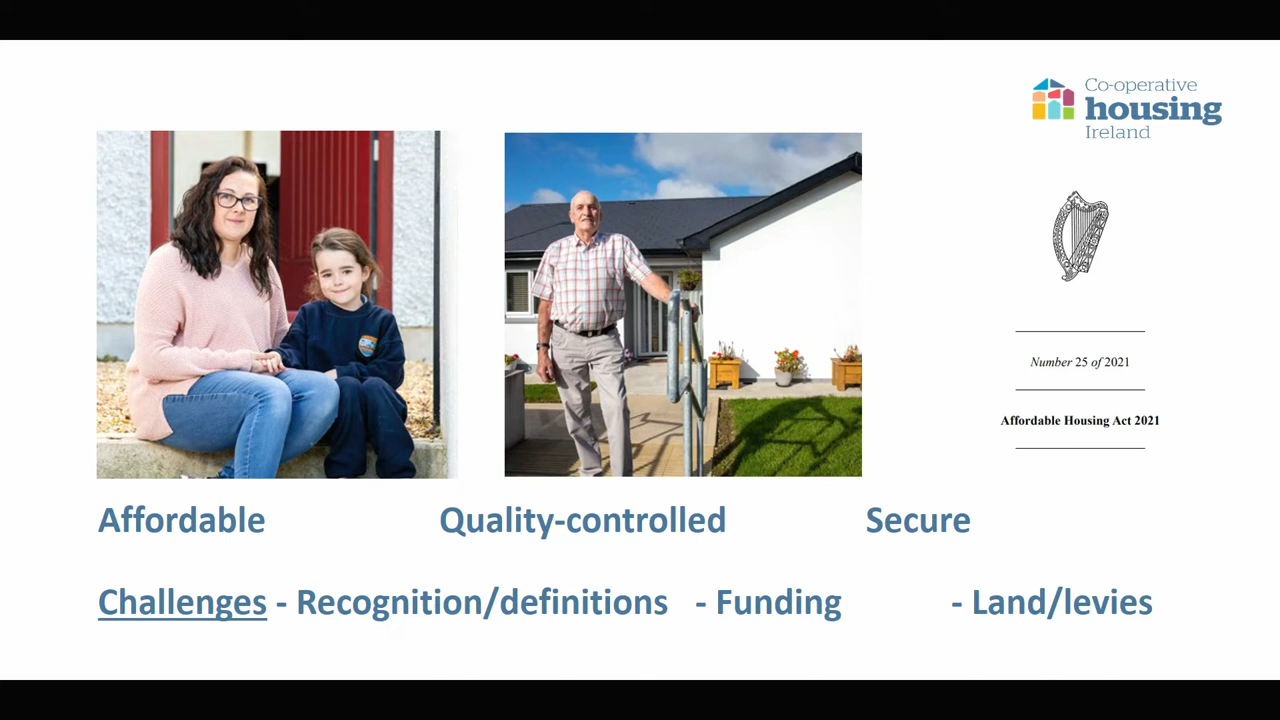 Co-operative
housing
Ireland
Number 25 of 2021
Affordable Housing Act 2021
Affordable Quality-controlled Secure
Challenges - Recognition/definitions - Funding - Land/levies